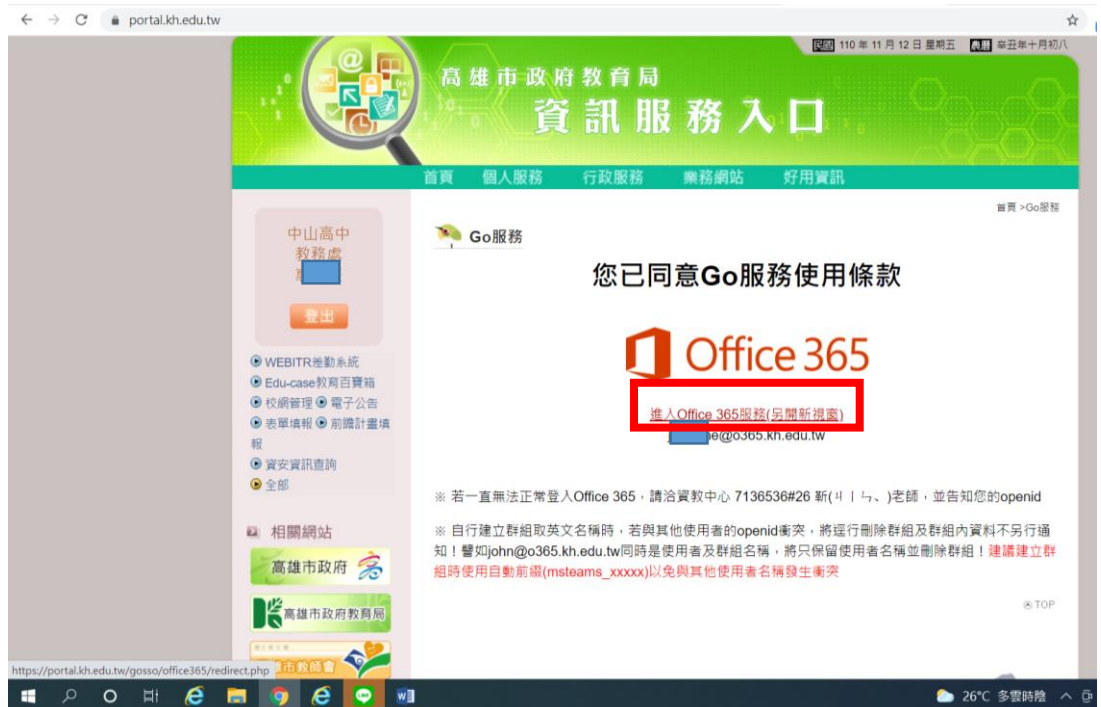 portal.kh.edu.tw
民國 110 年 11 月 12 日 星期五 農曆 辛丑年十月初八
高雄市政府教育局
資訊服務入口
首頁 個人服務 行政服務 業務網站 好用資訊
首頁 >Go服務
中山高中
教務處
登出
WEBITR差勤系統
Edu-case教育百寶箱
校網管理 電子公告
表單填報 前瞻計畫填
報
資安資訊查詢
全部
相關網站
高雄市政府
高雄市政府教育局
市教師會
Go服務
您已同意Go服務使用條款
Office 365
進入Office 365服務(另開新視窗)
e@o365.kh.edu.tw
※ 若一直無法正常登入Office 365，請洽資教中心 7136536#26 靳(ㄐㄧㄣˋ)老師，並告知您的openid
※ 自行建立群組取英文名稱時，若與其他使用者的openid衝突，將逕行刪除群組及群組內資料不另行通
知！譬如john@o365.kh.edu.tw同時是使用者及群組名稱，將只保留使用者名稱並刪除群組！建議建立群
組時使用自動前綴(msteams_xxxxx)以免與其他使用者名稱發生衝突
TOP
https://portal.kh.edu.tw/gosso/office365/redirect.php
26°C 多雲時陰